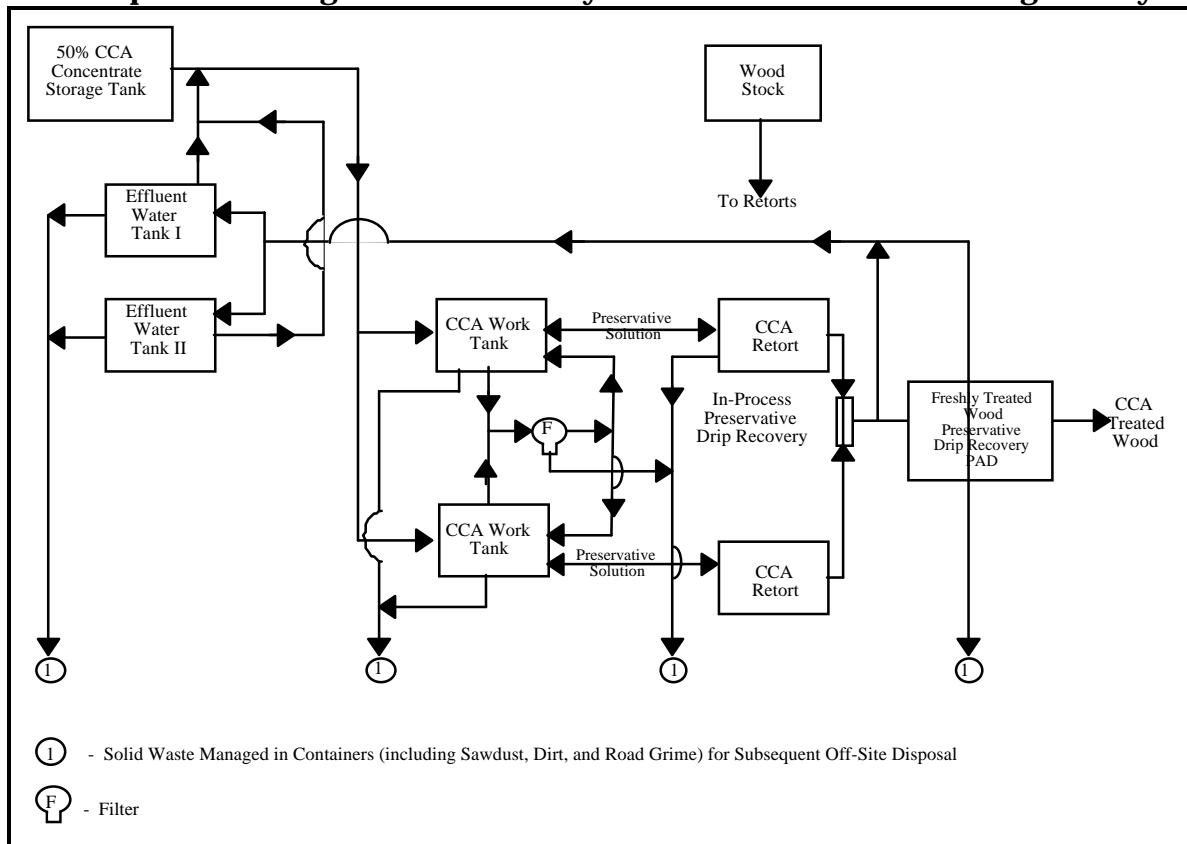 50% CCA
Concentrate
Storage Tank
Wood
Stock
To Retorts
Effluent
Water
Tank I
Effluent
Water
Tank II
CCA Work
Tank
Preservative
Solution
CCA
Retort
In-Process
Preservative
Drip Recovery
F
Freshly Treated
Wood
Preservative
Drip Recovery
PAD
CCA
Treated
Wood
CCA Work
Tank
Preservative
Solution
CCA
Retort
1
1
1
1
1 - Solid Waste Managed in Containers (including Sawdust, Dirt, and Road Grime) for Subsequent Off-Site Disposal
F - Filter